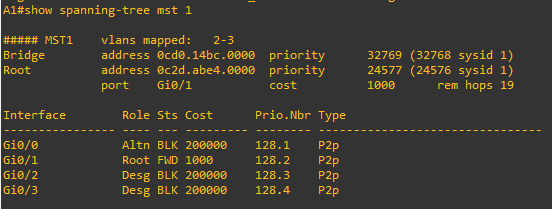 A1#show spanning-tree mst 1
##### MST1    vlans mapped:   2-3
Bridge        address 0cd0.14bc.0000  priority      32769 (32768 sysid 1)
Root          address 0c2d.abe4.0000  priority      24577 (24576 sysid 1)
              port    Gi0/1           cost          1000      rem hops 19
Interface        Role Sts Cost      Prio.Nbr Type
---------------- ---- --- --------- -------- --------------------------------
Gi0/0            Altn BLK 200000    128.1    P2p
Gi0/1            Root FWD 1000      128.2    P2p
Gi0/2            Desg BLK 200000    128.3    P2p
Gi0/3            Desg BLK 200000    128.4    P2p